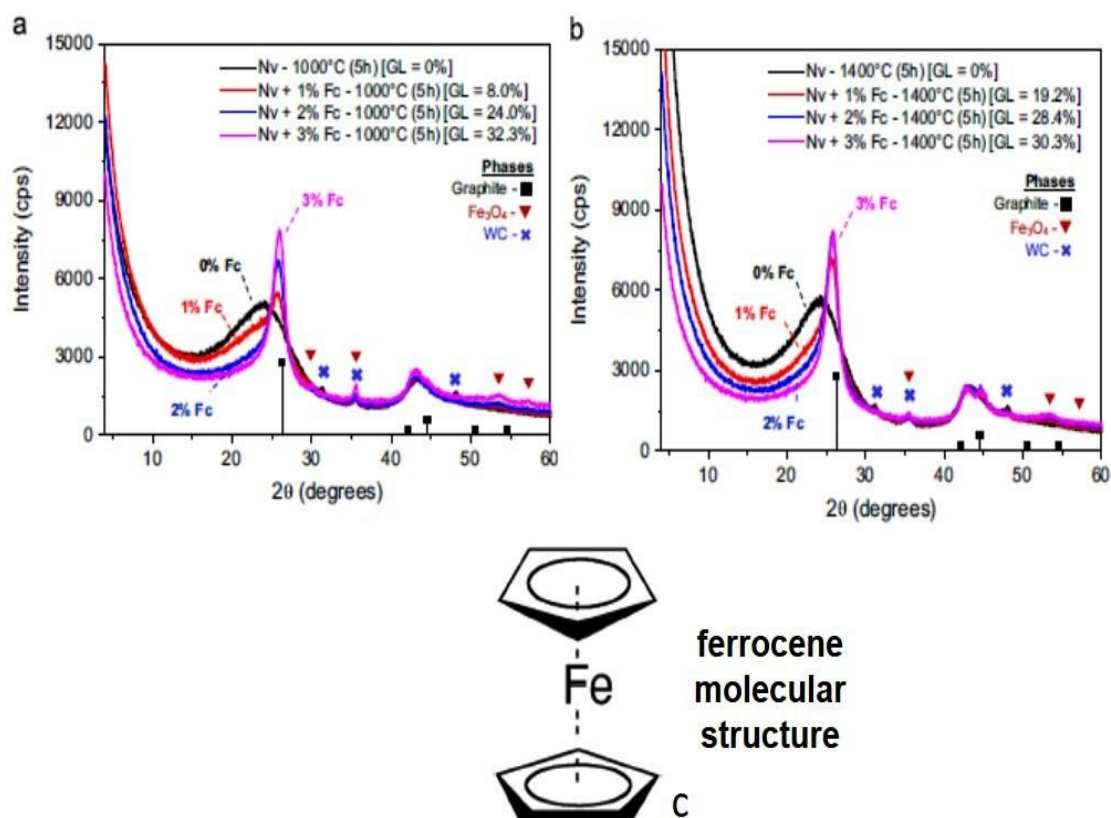 a
15000
12000
9000
6000
3000
0
Intensity (cps)
Nv - 1000°C (5h) [GL = 0%]
Nv + 1% Fc - 1000°C (5h) [GL = 8.0%]
Nv + 2% Fc - 1000°C (5h) [GL = 24.0%]
Nv + 3% Fc - 1000°C (5h) [GL = 32.3%]
Phases
Graphite - ■
Fe₃O₄ - ▼
WC - ✖
3% Fc
0% Fc
1% Fc
2% Fc
10 20 30 40 50 60
2θ (degrees)
b
15000
12000
9000
6000
3000
0
Intensity (cps)
Nv - 1400°C (5h) [GL = 0%]
Nv + 1% Fc - 1400°C (5h) [GL = 19.2%]
Nv + 2% Fc - 1400°C (5h) [GL = 28.4%]
Nv + 3% Fc - 1400°C (5h) [GL = 30.3%]
Phases
Graphite - ■
Fe₃O₄ - ▼
WC - ✖
3% Fc
0% Fc
1% Fc
2% Fc
10 20 30 40 50 60
2θ (degrees)
Fe
ferrocene
molecular
structure
C